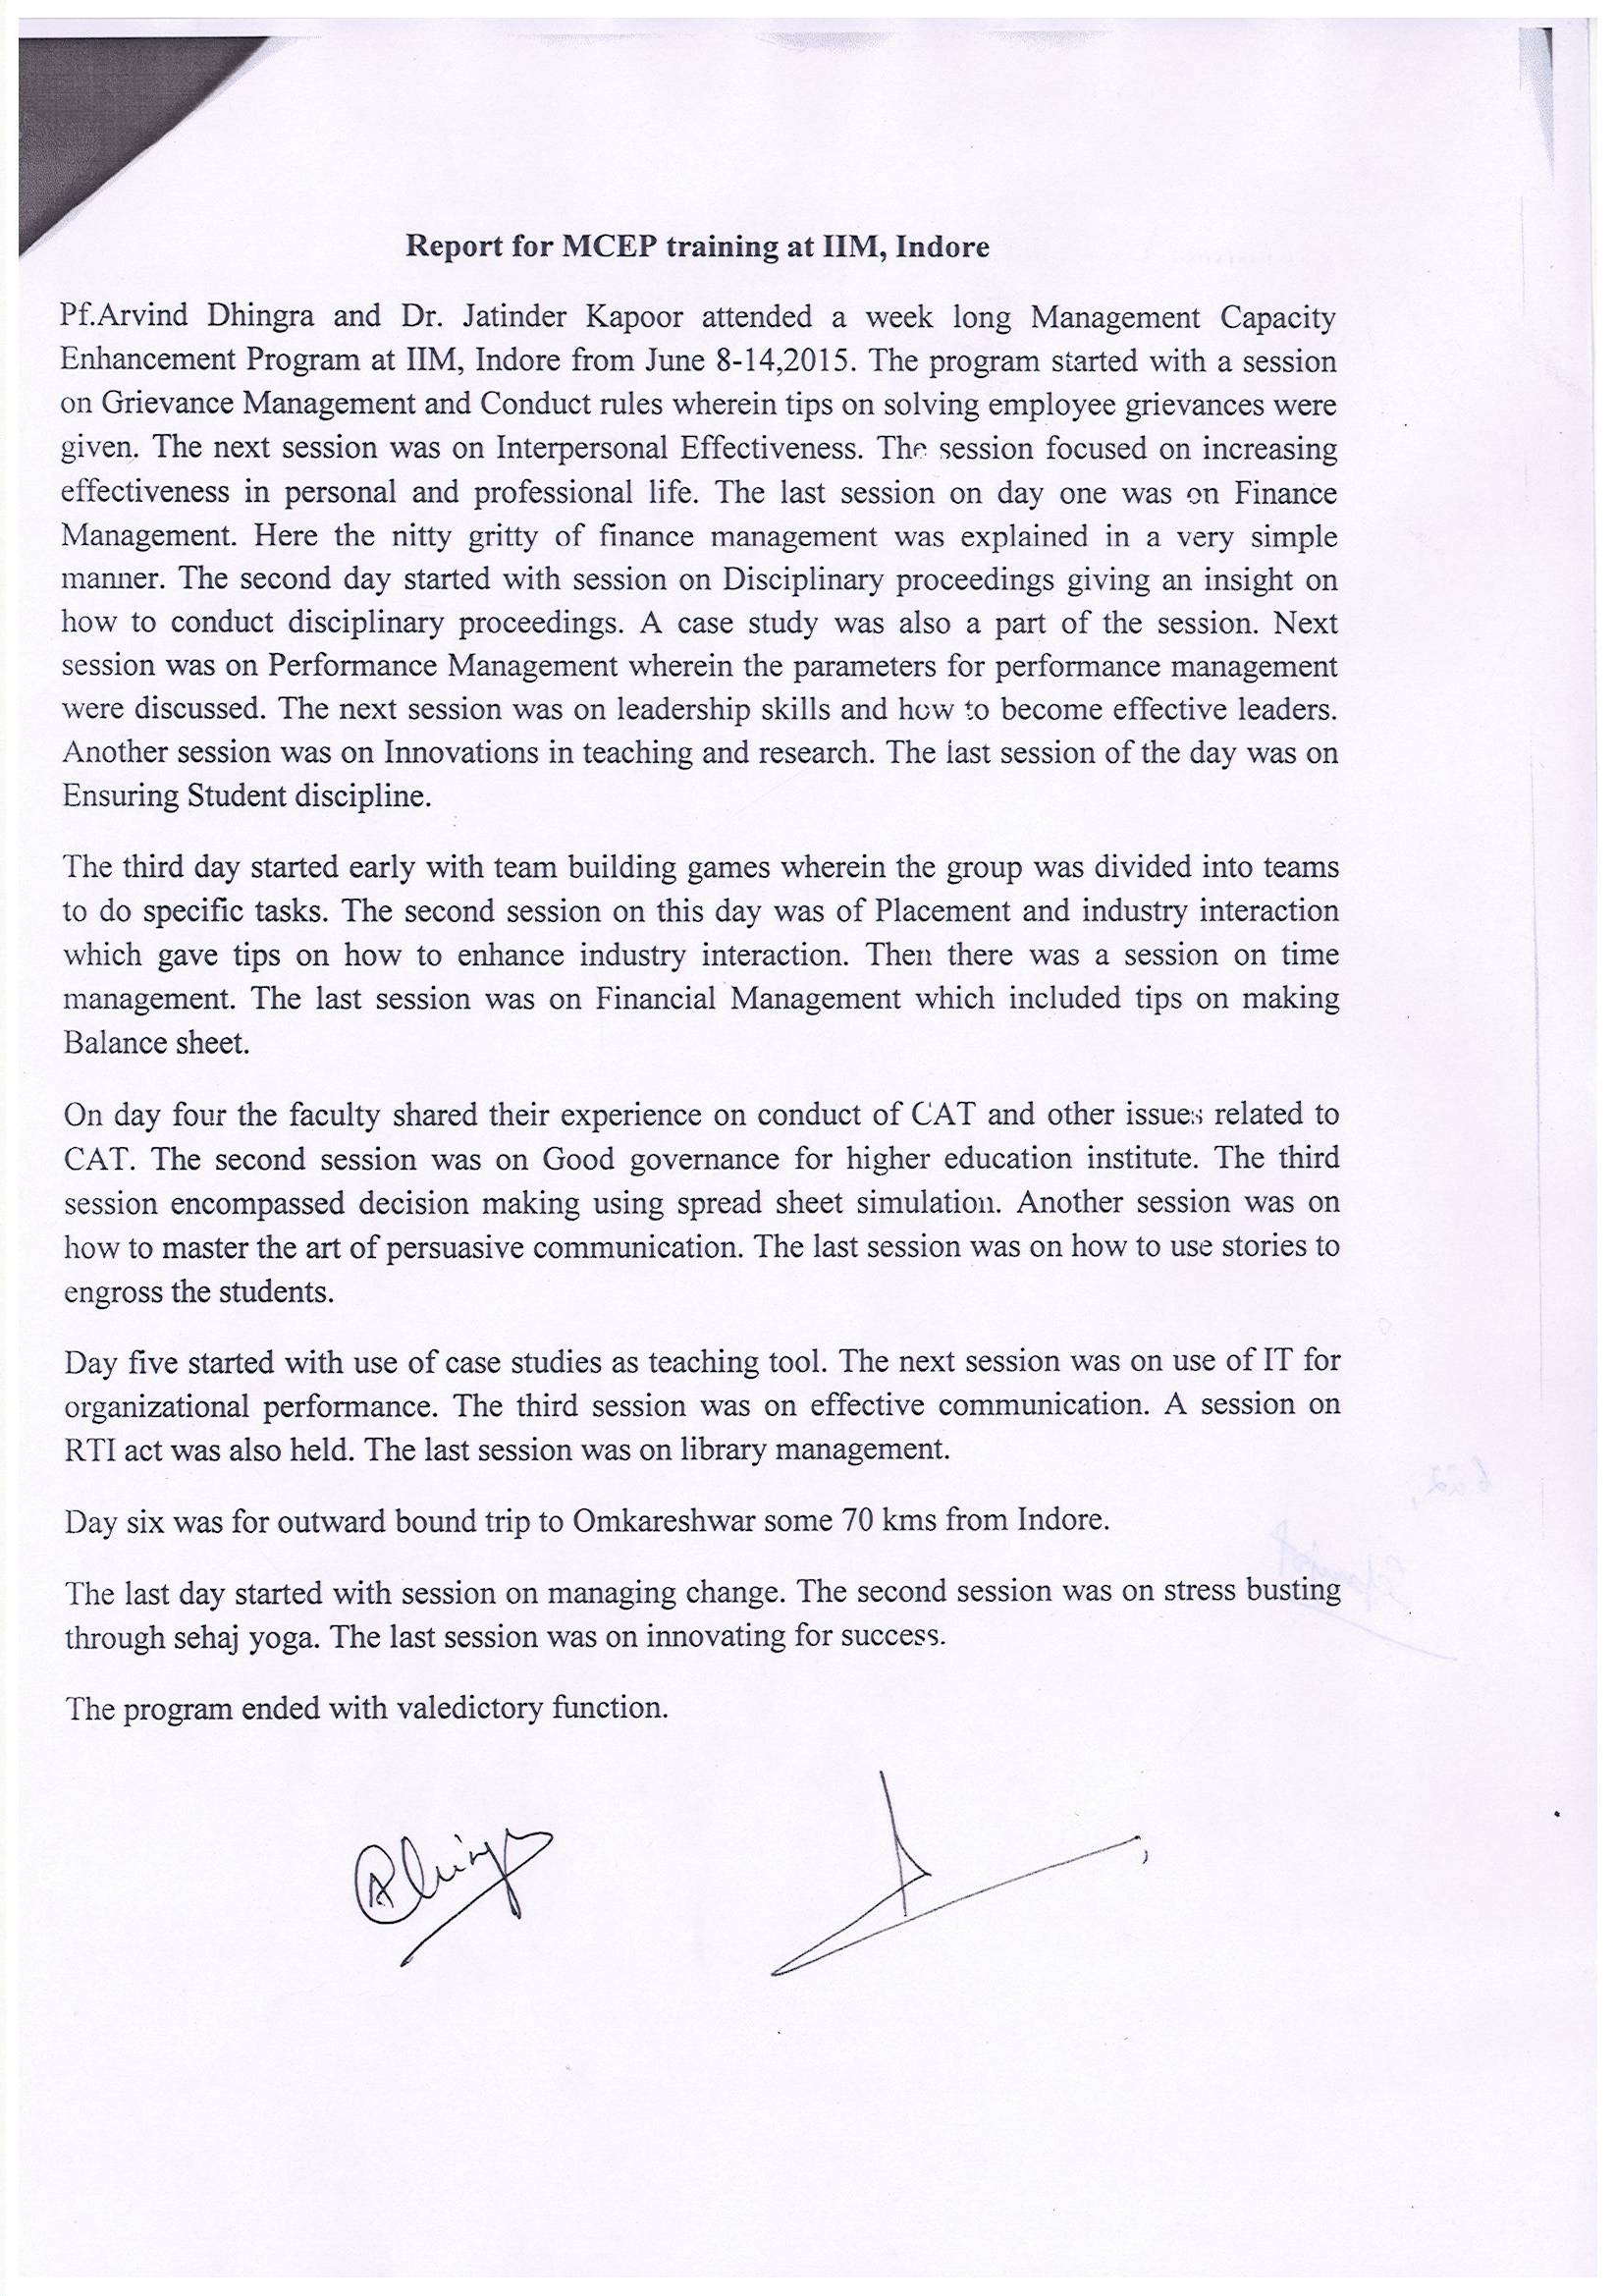 Report for MCEP training at IIM, Indore
Pf.Arvind Dhingra and Dr. Jatinder Kapoor attended a week long Management Capacity
Enhancement Program at IIM, Indore from June 8-14,2015. The program started with a session
on Grievance Management and Conduct rules wherein tips on solving employee grievances were
given. The next session was on Interpersonal Effectiveness. The session focused on increasing
effectiveness in personal and professional life. The last session on day one was on Finance
Management. Here the nitty gritty of finance management was explained in a very simple
manner. The second day started with session on Disciplinary proceedings giving an insight on
how to conduct disciplinary proceedings. A case study was also a part of the session. Next
session was on Performance Management wherein the parameters for performance management
were discussed. The next session was on leadership skills and how to become effective leaders.
Another session was on Innovations in teaching and research. The last session of the day was on
Ensuring Student discipline.
The third day started early with team building games wherein the group was divided into teams
to do specific tasks. The second session on this day was of Placement and industry interaction
which gave tips on how to enhance industry interaction. Then there was a session on time
management. The last session was on Financial Management which included tips on making
Balance sheet.
On day four the faculty shared their experience on conduct of CAT and other issues related to
CAT. The second session was on Good governance for higher education institute. The third
session encompassed decision making using spread sheet simulation. Another session was on
how to master the art of persuasive communication. The last session was on how to use stories to
engross the students.
Day five started with use of case studies as teaching tool. The next session was on use of IT for
organizational performance. The third session was on effective communication. A session on
RTI act was also held. The last session was on library management.
Day six was for outward bound trip to Omkareshwar some 70 kms from Indore.
The last day started with session on managing change. The second session was on stress busting
through sehaj yoga. The last session was on innovating for success.
The program ended with valedictory function.